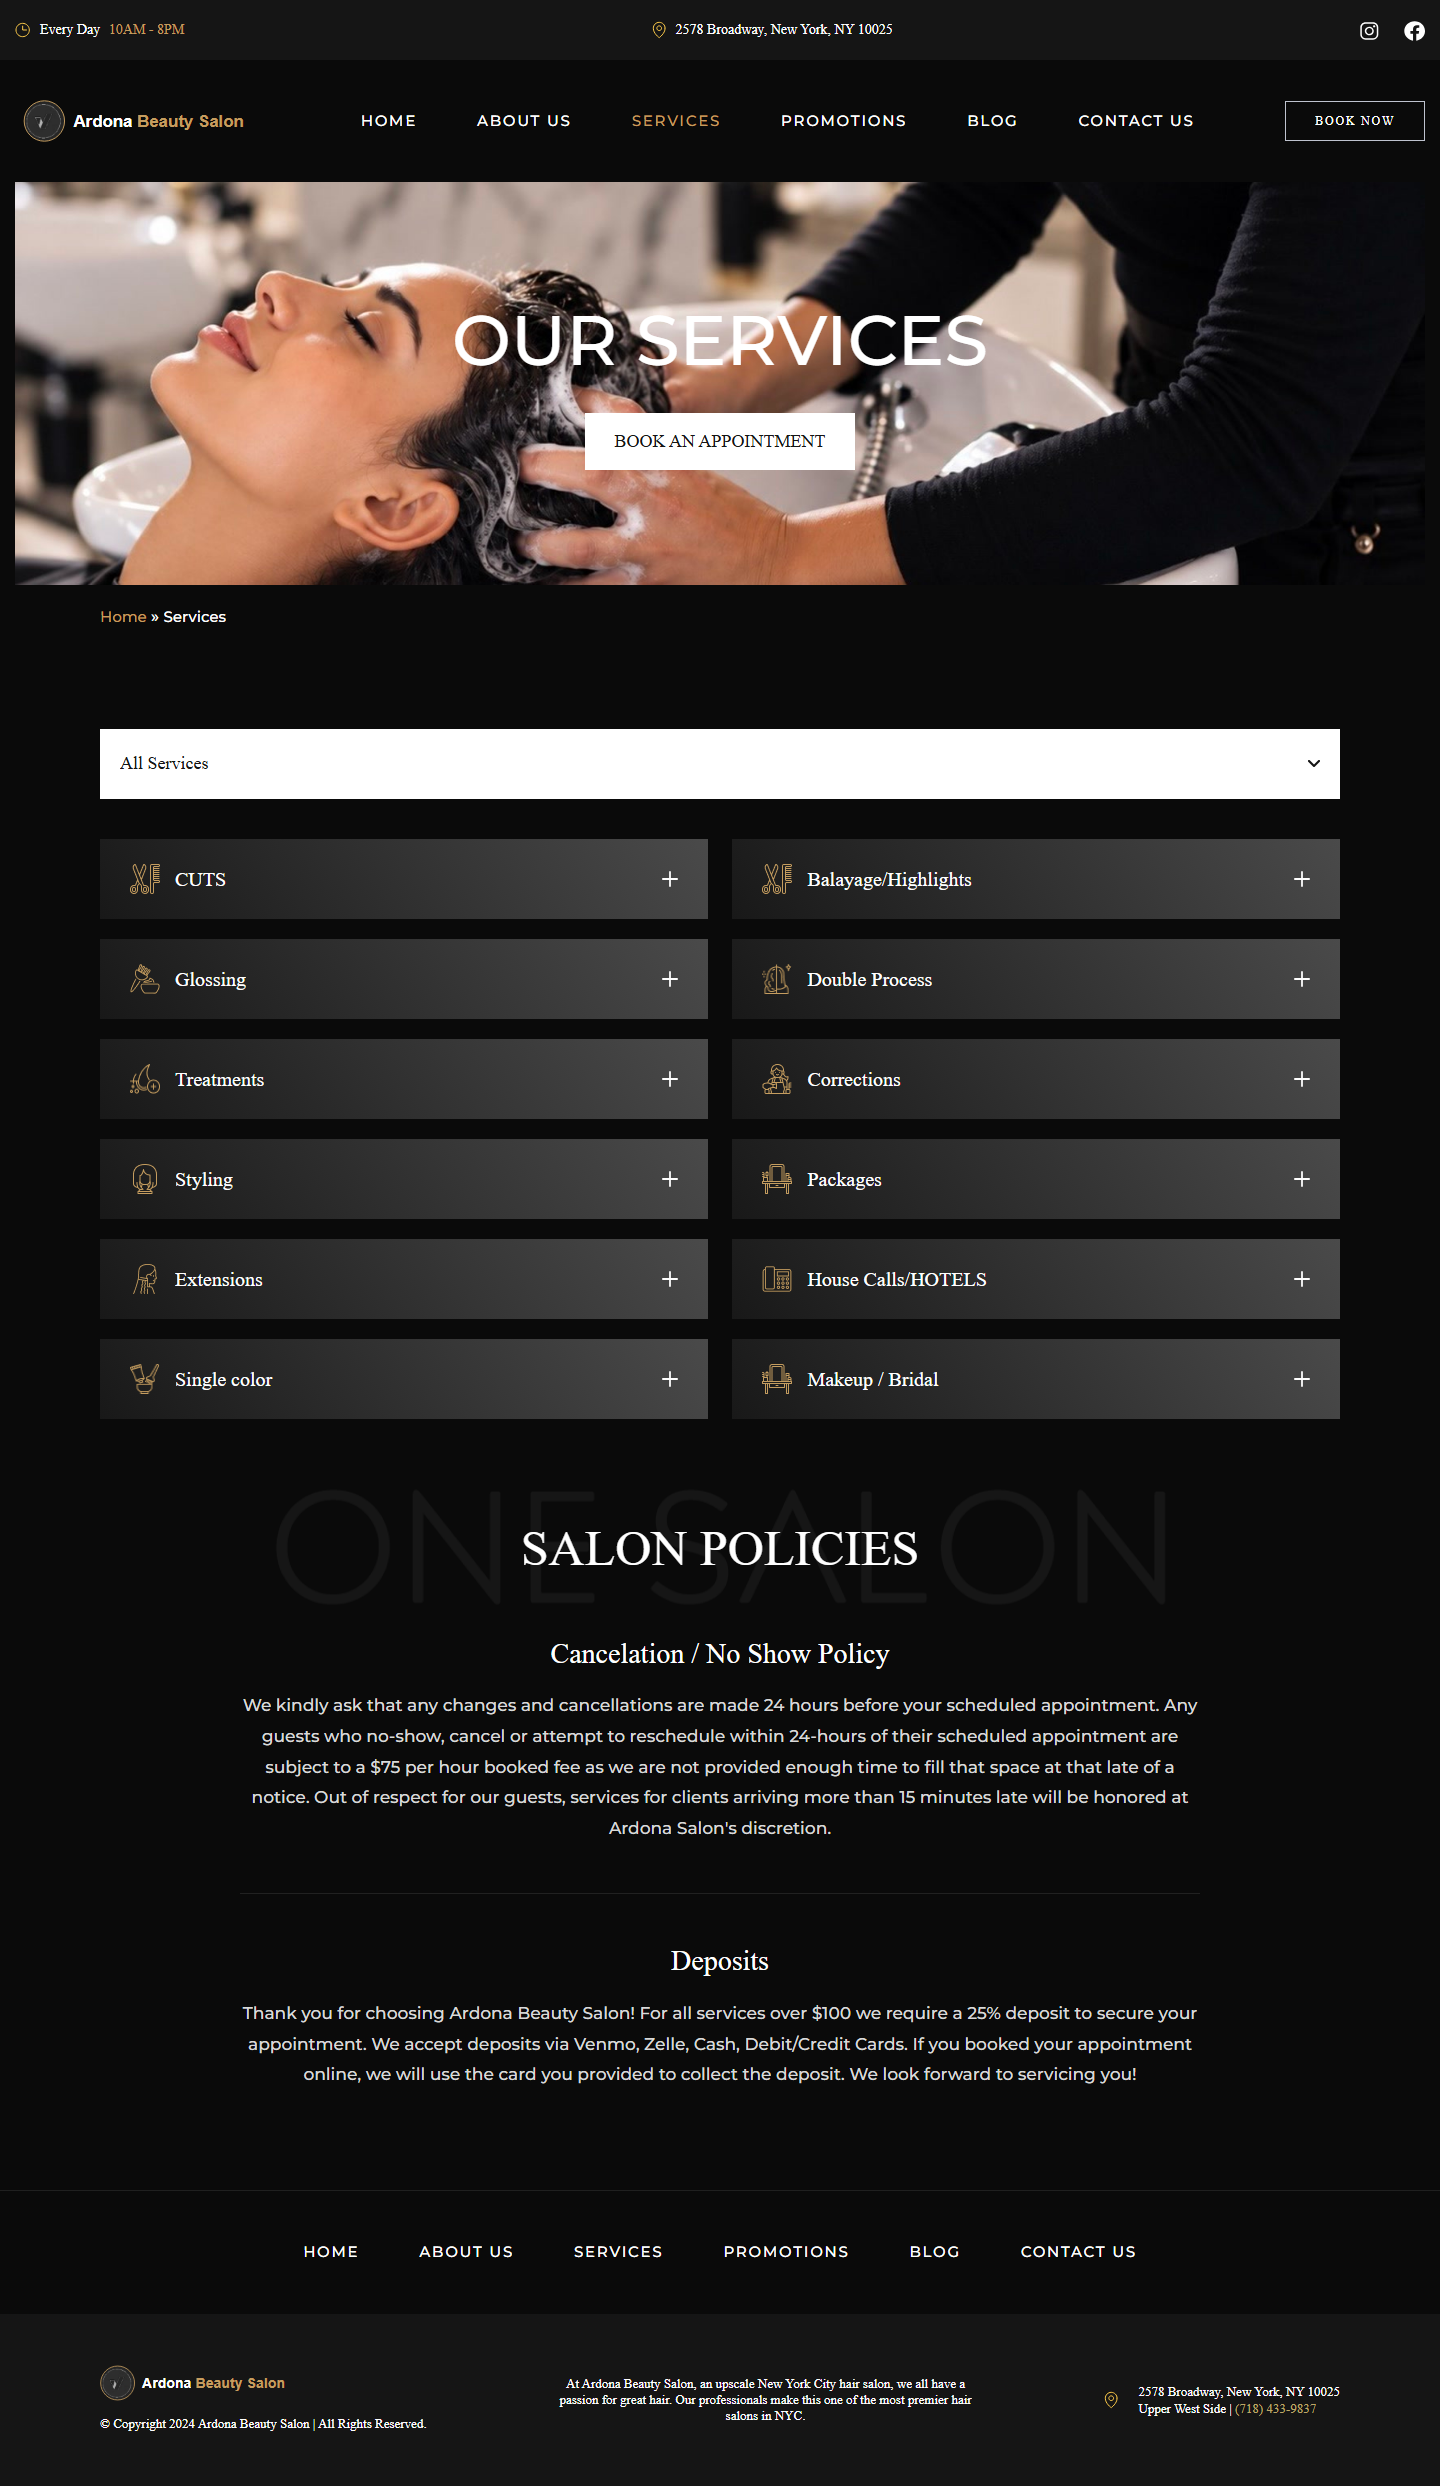 Every Day 10AM - 8PM
2578 Broadway, New York, NY 10025
Ardona Beauty Salon
HOME
ABOUT US
SERVICES
PROMOTIONS
BLOG
CONTACT US
BOOK NOW
OUR SERVICES
BOOK AN APPOINTMENT
Home » Services
All Services
CUTS
Balayage/Highlights
Glossing
Double Process
Treatments
Corrections
Styling
Packages
Extensions
House Calls/HOTELS
Single color
Makeup / Bridal
ONE SALON
SALON POLICIES
Cancelation / No Show Policy
We kindly ask that any changes and cancellations are made 24 hours before your scheduled appointment. Any
guests who no-show, cancel or attempt to reschedule within 24-hours of their scheduled appointment are
subject to a $75 per hour booked fee as we are not provided enough time to fill that space at that late of a
notice. Out of respect for our guests, services for clients arriving more than 15 minutes late will be honored at
Ardona Salon's discretion.
Deposits
Thank you for choosing Ardona Beauty Salon! For all services over $100 we require a 25% deposit to secure your
appointment. We accept deposits via Venmo, Zelle, Cash, Debit/Credit Cards. If you booked your appointment
online, we will use the card you provided to collect the deposit. We look forward to servicing you!
HOME
ABOUT US
SERVICES
PROMOTIONS
BLOG
CONTACT US
Ardona Beauty Salon
© Copyright 2024 Ardona Beauty Salon | All Rights Reserved.
At Ardona Beauty Salon, an upscale New York City hair salon, we all have a
passion for great hair. Our professionals make this one of the most premier hair
salons in NYC.
2578 Broadway, New York, NY 10025
Upper West Side | (718) 433-9837